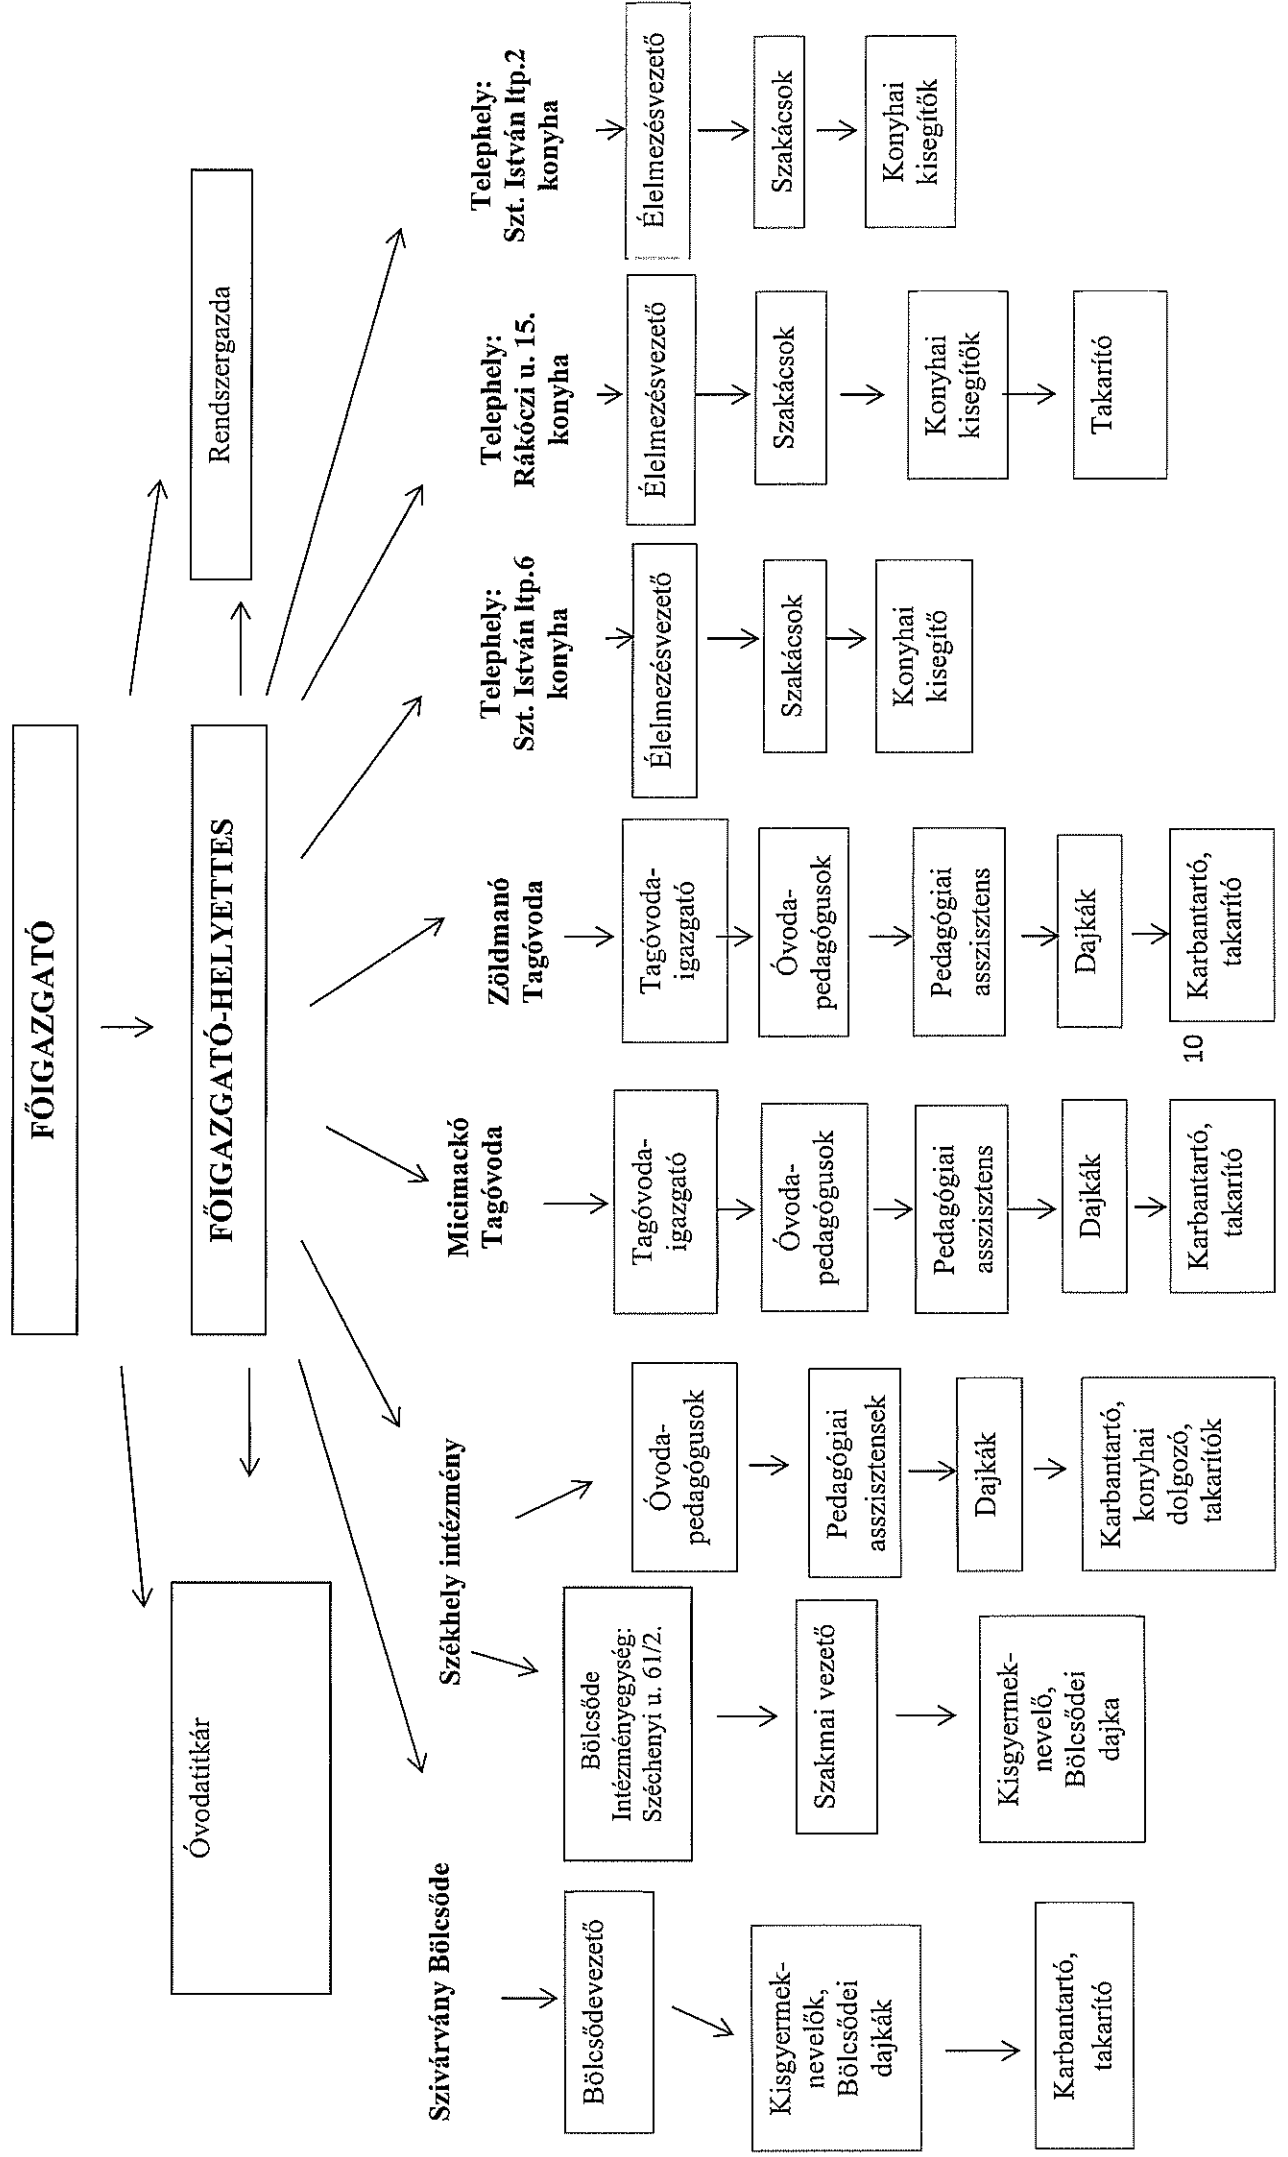 FŐIGAZGATÓ
FŐIGAZGATÓ-HELYETTES
Óvodatitkár
Rendszergazda
Szivárvány Bölcsőde
Bölcsődevezető
Kisgyermek-
nevelők,
Bölcsődei
dajkák
Karbantartó,
takarító
Székhely intézmény
Bölcsőde
Intézményegység:
Széchenyi u. 61/2.
Szakmai vezető
Kisgyermek-
nevelő,
Bölcsődei
dajka
Óvoda-
pedagógusok
Pedagógiai
asszisztensek
Dajkák
Karbantartó,
konyhai
dolgozó,
takarítók
Micimackó
Tagóvoda
Tagóvoda-
igazgató
Óvoda-
pedagógusok
Pedagógiai
asszisztens
Dajkák
Karbantartó,
takarító
Zöldmanó
Tagóvoda
Tagóvoda-
igazgató
Óvoda-
pedagógusok
Pedagógiai
asszisztens
Dajkák
Karbantartó,
takarító
Telephely:
Szt. István ltp.6
konyha
Élelmezésvezető
Szakácsok
Konyhai
kisegítő
Telephely:
Rákóczi u. 15.
konyha
Élelmezésvezető
Szakácsok
Konyhai
kisegítők
Takarító
Telephely:
Szt. István ltp.2
konyha
Élelmezésvezető
Szakácsok
Konyhai
kisegítők
10